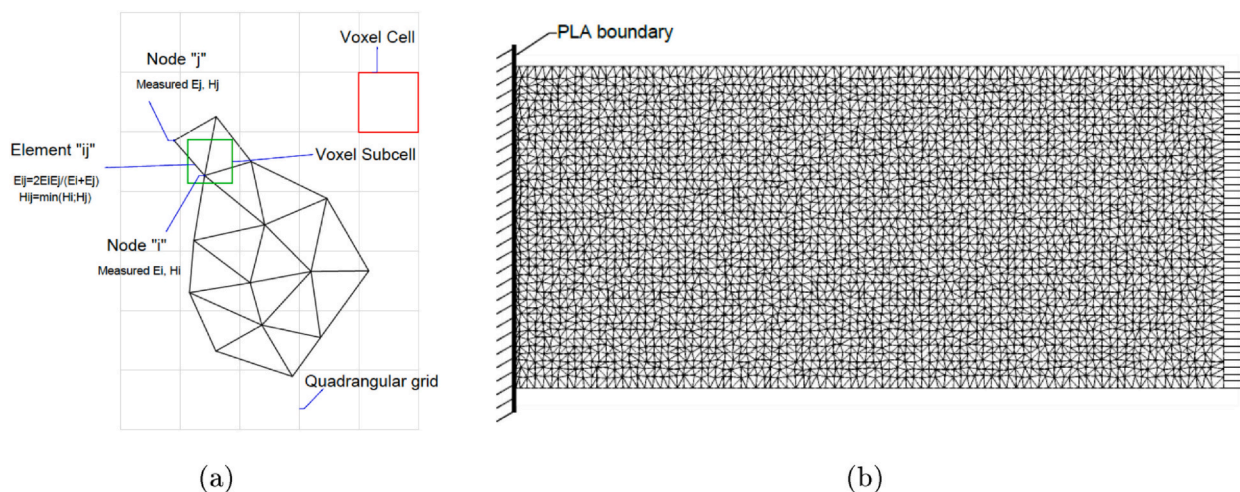 Voxel Cell
Node "j"
Measured Ej, Hj
Element "ij"
Eij=2EiEj/(Ei+Ej)
Hij=min(Hi;Hj)
Voxel Subcell
Node "i"
Measured Ei, Hi
Quadrangular grid
(a)
PLA boundary
(b)